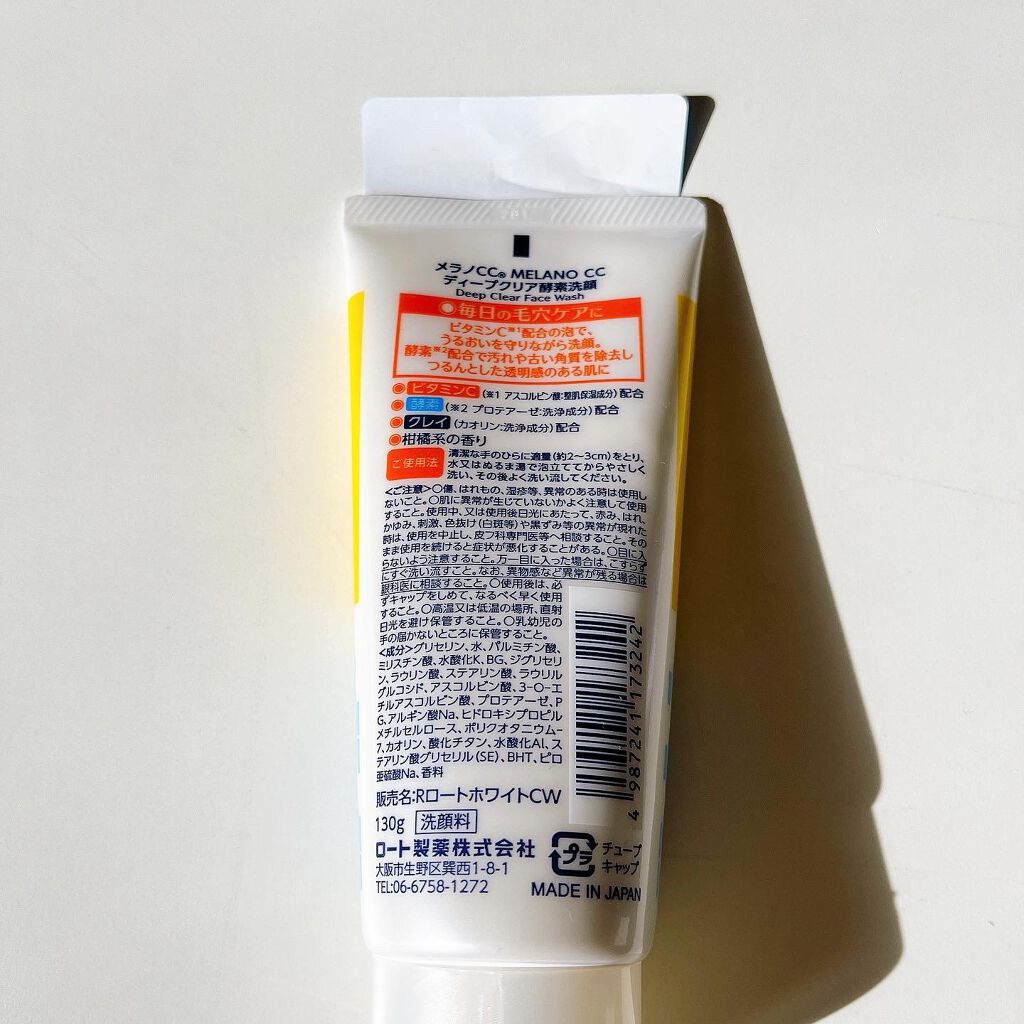 メラノCC® MELANO CC
ディープクリア酵素洗顔
Deep Clear Face Wash
毎日の毛穴ケアに
ビタミンC※1配合の泡で、
うるおいを守りながら洗顔。
酵素※2配合で汚れや古い角質を除去し
つるんとした透明感のある肌に
ビタミンC (※1 アスコルビン酸:整肌保湿成分) 配合
酵素 (※2 プロテアーゼ:洗浄成分) 配合
クレイ (カオリン:洗浄成分) 配合
柑橘系の香り
ご使用法
清潔な手のひらに適量(約2〜3cm)をとり、
水又はぬるま湯で泡立ててからやさしく
洗い、その後よく洗い流してください。
<ご注意>○傷、はれもの、湿疹等、異常のある時は使用し
ないこと。○肌に異常が生じていないかよく注意して使用
すること。使用中、又は使用後日光にあたって、赤み、はれ、
かゆみ、刺激、色抜け(白斑等)や黒ずみ等の異常が現れた
時は、使用を中止し、皮フ科専門医等へ相談すること。その
まま使用を続けると症状が悪化することがある。○目に入
らないよう注意すること。万一目に入った場合は、こすらず
にすぐ洗い流すこと。なお、異物感など異常が残る場合は、
眼科医に相談すること。○使用後は、必
ずキャップをしめて、なるべく早く使用
すること。○高温又は低温の場所、直射
日光を避け保管すること。○乳幼児の
手の届かないところに保管すること。
<成分>グリセリン、水、パルミチン酸、
ミリスチン酸、水酸化K、BG、ジグリセリ
ン、ラウリン酸、ステアリン酸、ラウリル
グルコシド、アスコルビン酸、3-O-エ
チルアスコルビン酸、プロテアーゼ、P
G、アルギン酸Na、ヒドロキシプロピル
メチルセルロース、ポリクオタニウム-
7、カオリン、酸化チタン、水酸化Al、ス
テアリン酸グリセリル(SE)、BHT、ピロ
亜硫酸Na、香料
4 987241 173242
販売名:RロートホワイトCW
130g 洗顔料
ロート製薬株式会社
大阪市生野区巽西1-8-1
TEL:06-6758-1272
プラ
チューブ
キャップ
MADE IN JAPAN